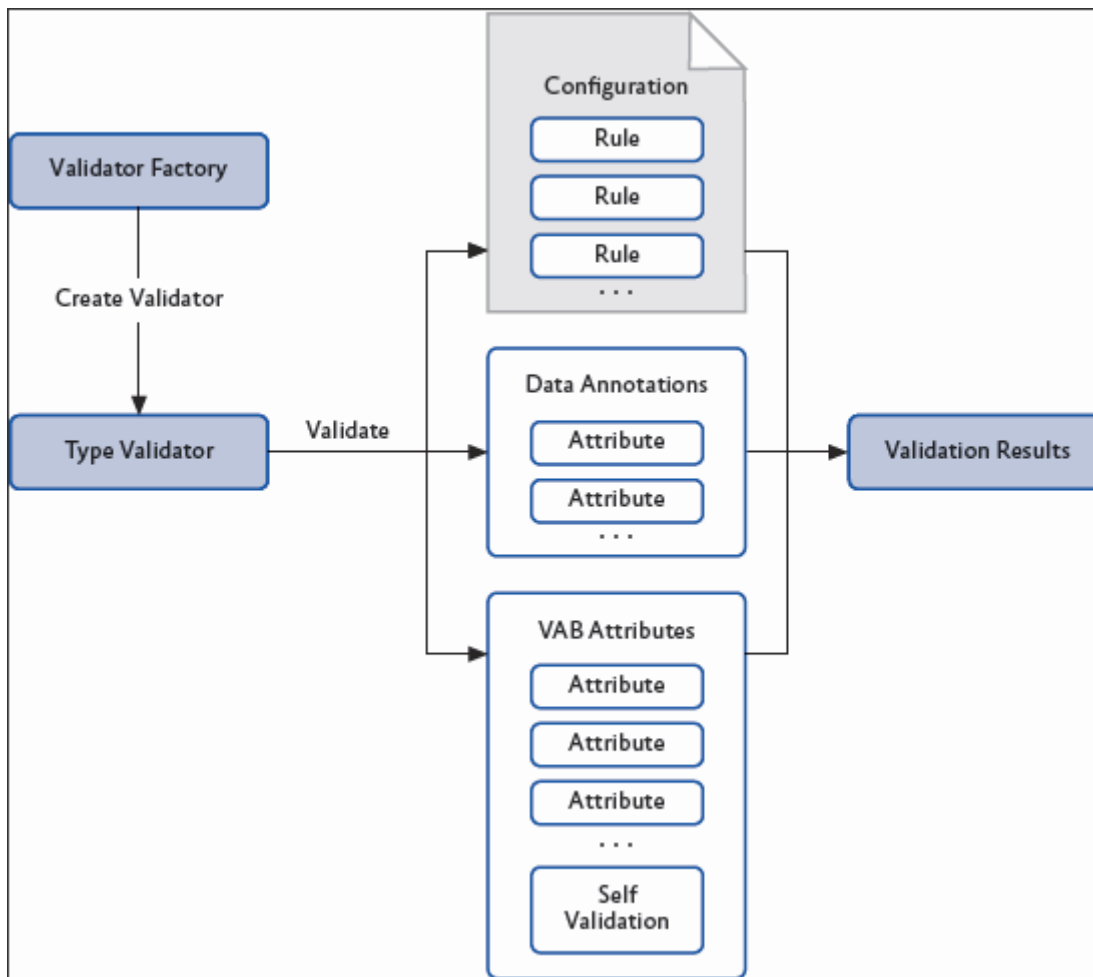 Configuration
Rule
Rule
Rule
...
Validator Factory
Create Validator
Type Validator
Validate
Data Annotations
Attribute
Attribute
...
Validation Results
VAB Attributes
Attribute
Attribute
Attribute
...
Self
Validation